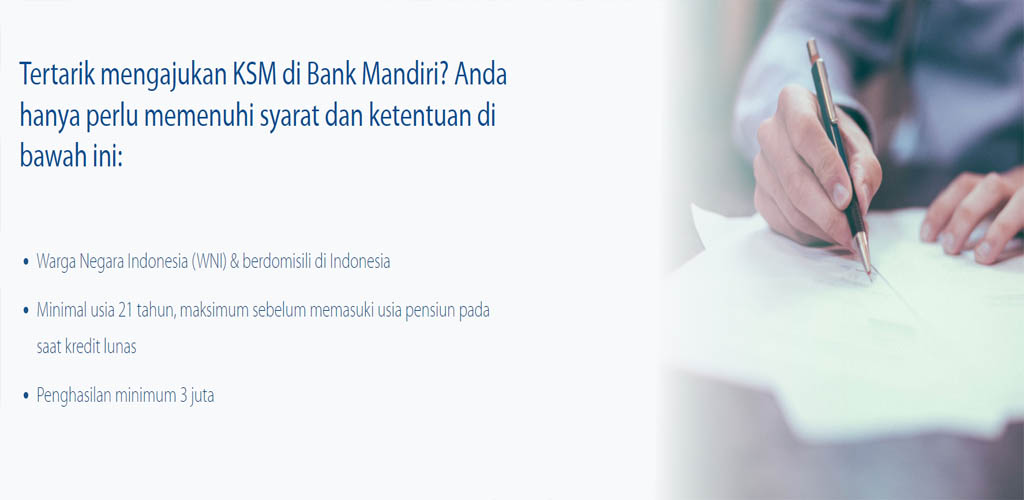 Tertarik mengajukan KSM di Bank Mandiri? Anda
hanya perlu memenuhi syarat dan ketentuan di
bawah ini:
• Warga Negara Indonesia (WNI) & berdomisili di Indonesia
• Minimal usia 21 tahun, maksimum sebelum memasuki usia pensiun pada
saat kredit lunas
• Penghasilan minimum 3 juta